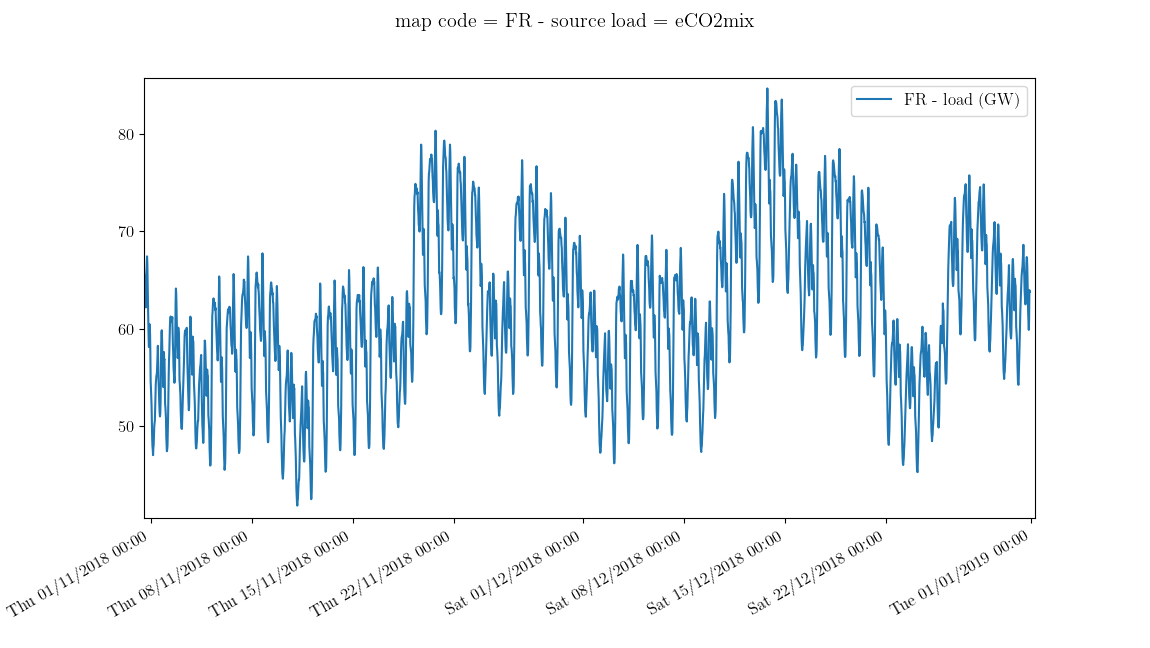 map code = FR - source load = eCO2mix
FR - load (GW)
80
70
60
50
Thu 01/11/2018 00:00
Thu 08/11/2018 00:00
Thu 15/11/2018 00:00
Thu 22/11/2018 00:00
Sat 01/12/2018 00:00
Sat 08/12/2018 00:00
Sat 15/12/2018 00:00
Sat 22/12/2018 00:00
Tue 01/01/2019 00:00